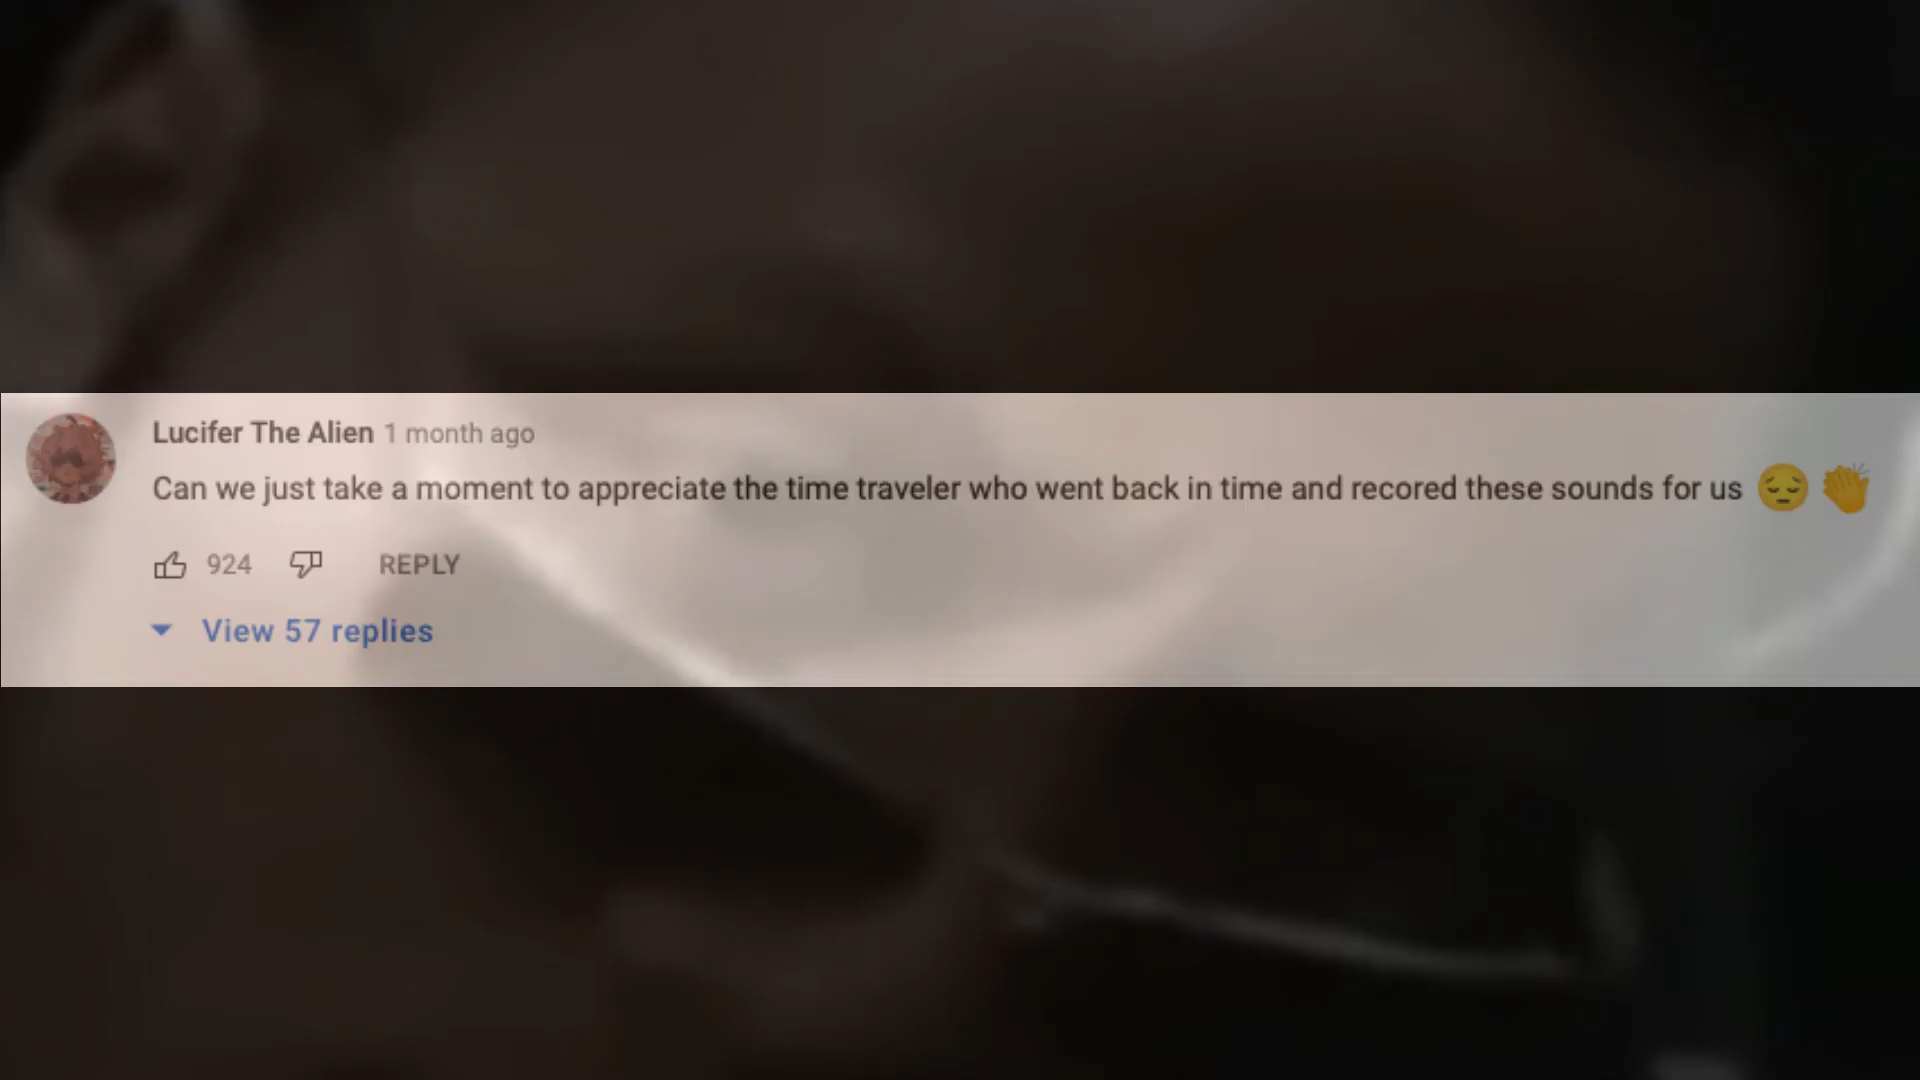 Lucifer The Alien 1 month ago
Can we just take a moment to appreciate the time traveler who went back in time and recored these sounds for us 😔 👏
924 REPLY
View 57 replies